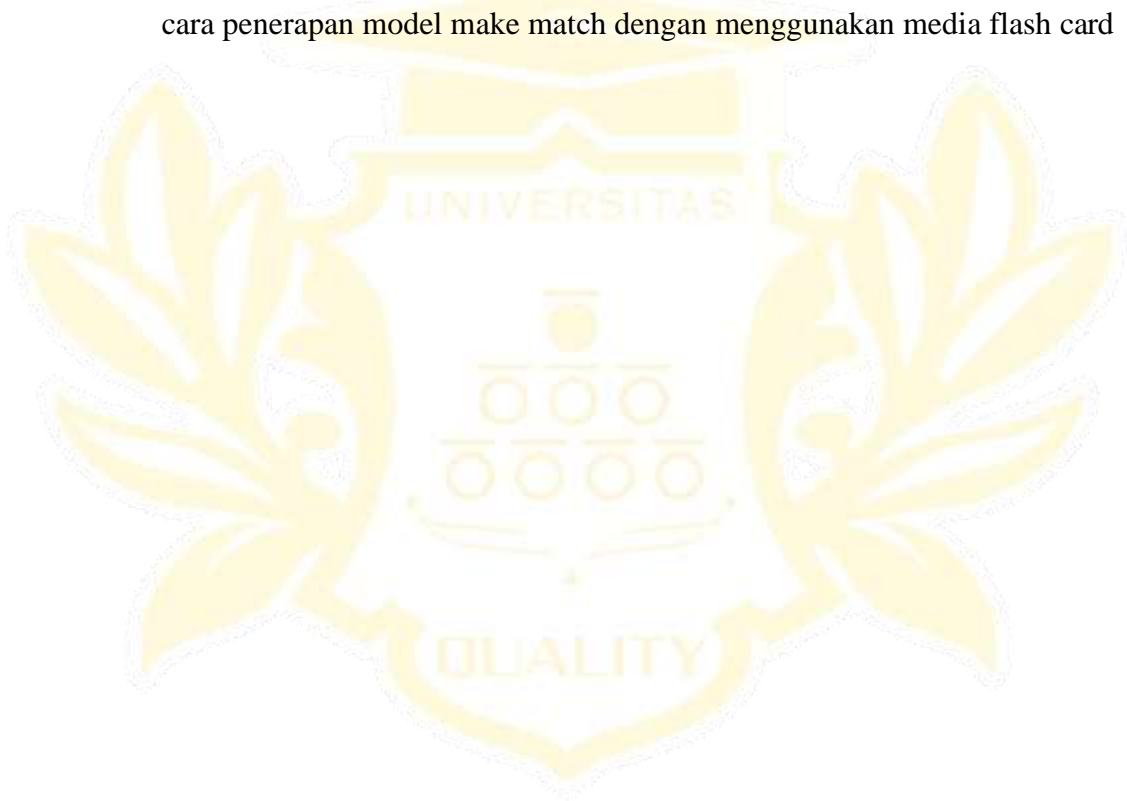 cara penerapan model make match dengan menggunakan media flash card
UNIVERSITAS
QUALITY